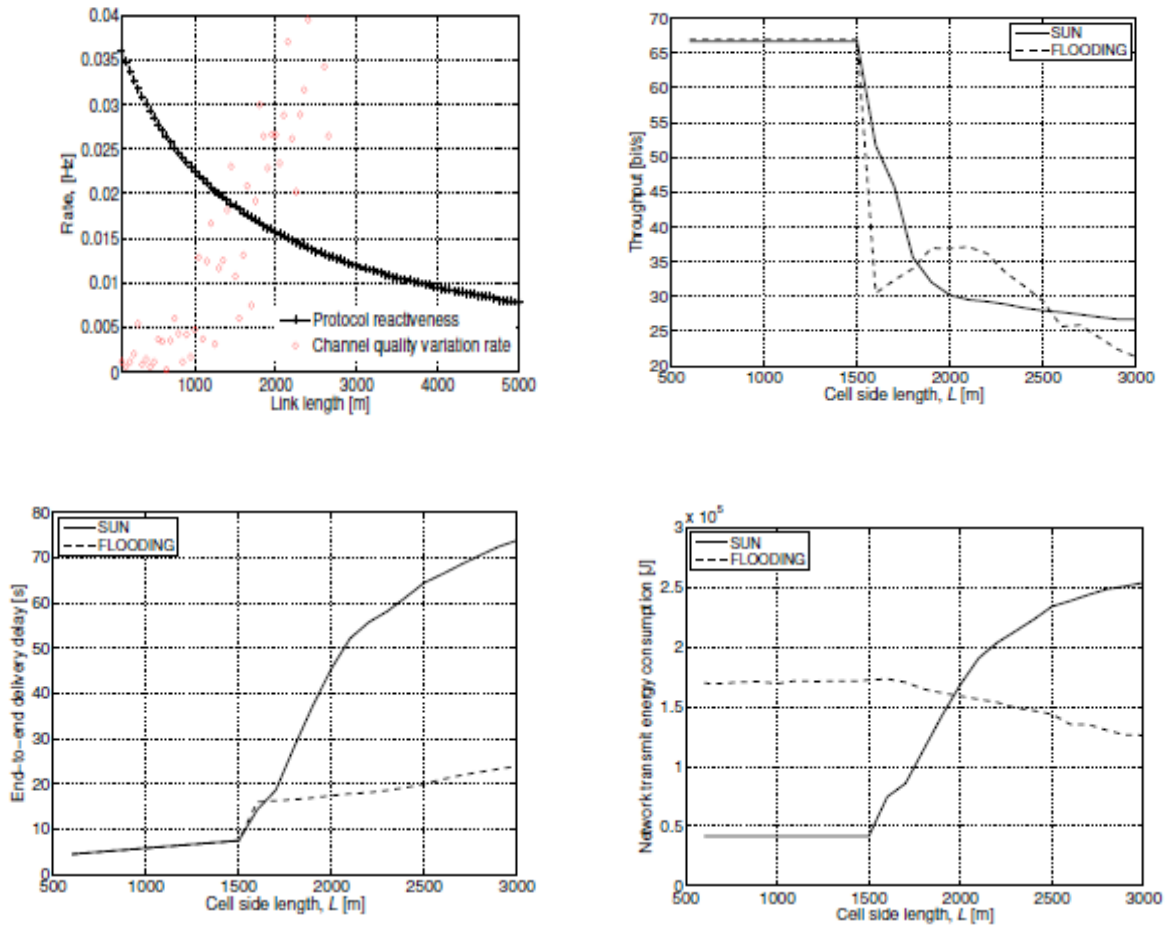 0.04
0.035
0.03
0.025
0.02
0.015
0.01
0.005
0
Rate, [Hz]
Protocol reactiveness
Channel quality variation rate
0 1000 2000 3000 4000 5000
Link length [m]
70
65
60
55
50
45
40
35
30
25
20
Throughput [bit/s]
SUN
FLOODING
500 1000 1500 2000 2500 3000
Cell side length, L [m]
80
70
60
50
40
30
20
10
0
End-to-end delivery delay [s]
SUN
FLOODING
500 1000 1500 2000 2500 3000
Cell side length, L [m]
x 10^5
3
2.5
2
1.5
1
0.5
0
Network transmit energy consumption [J]
SUN
FLOODING
500 1000 1500 2000 2500 3000
Cell side length, L [m]